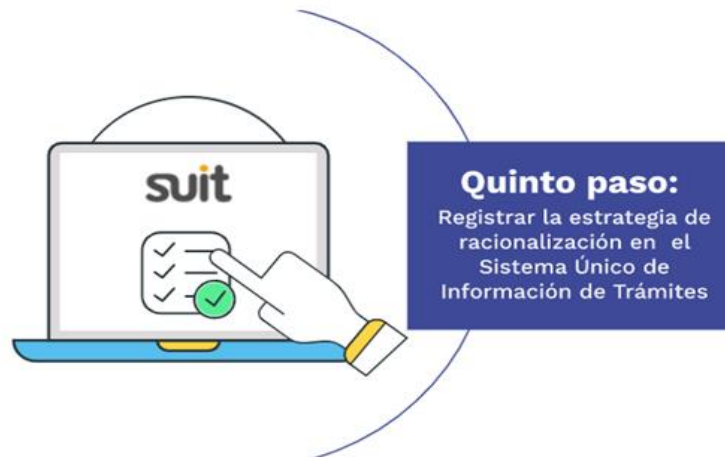 suit
Quinto paso:
Registrar la estrategia de
racionalización en el
Sistema Único de
Información de Trámites